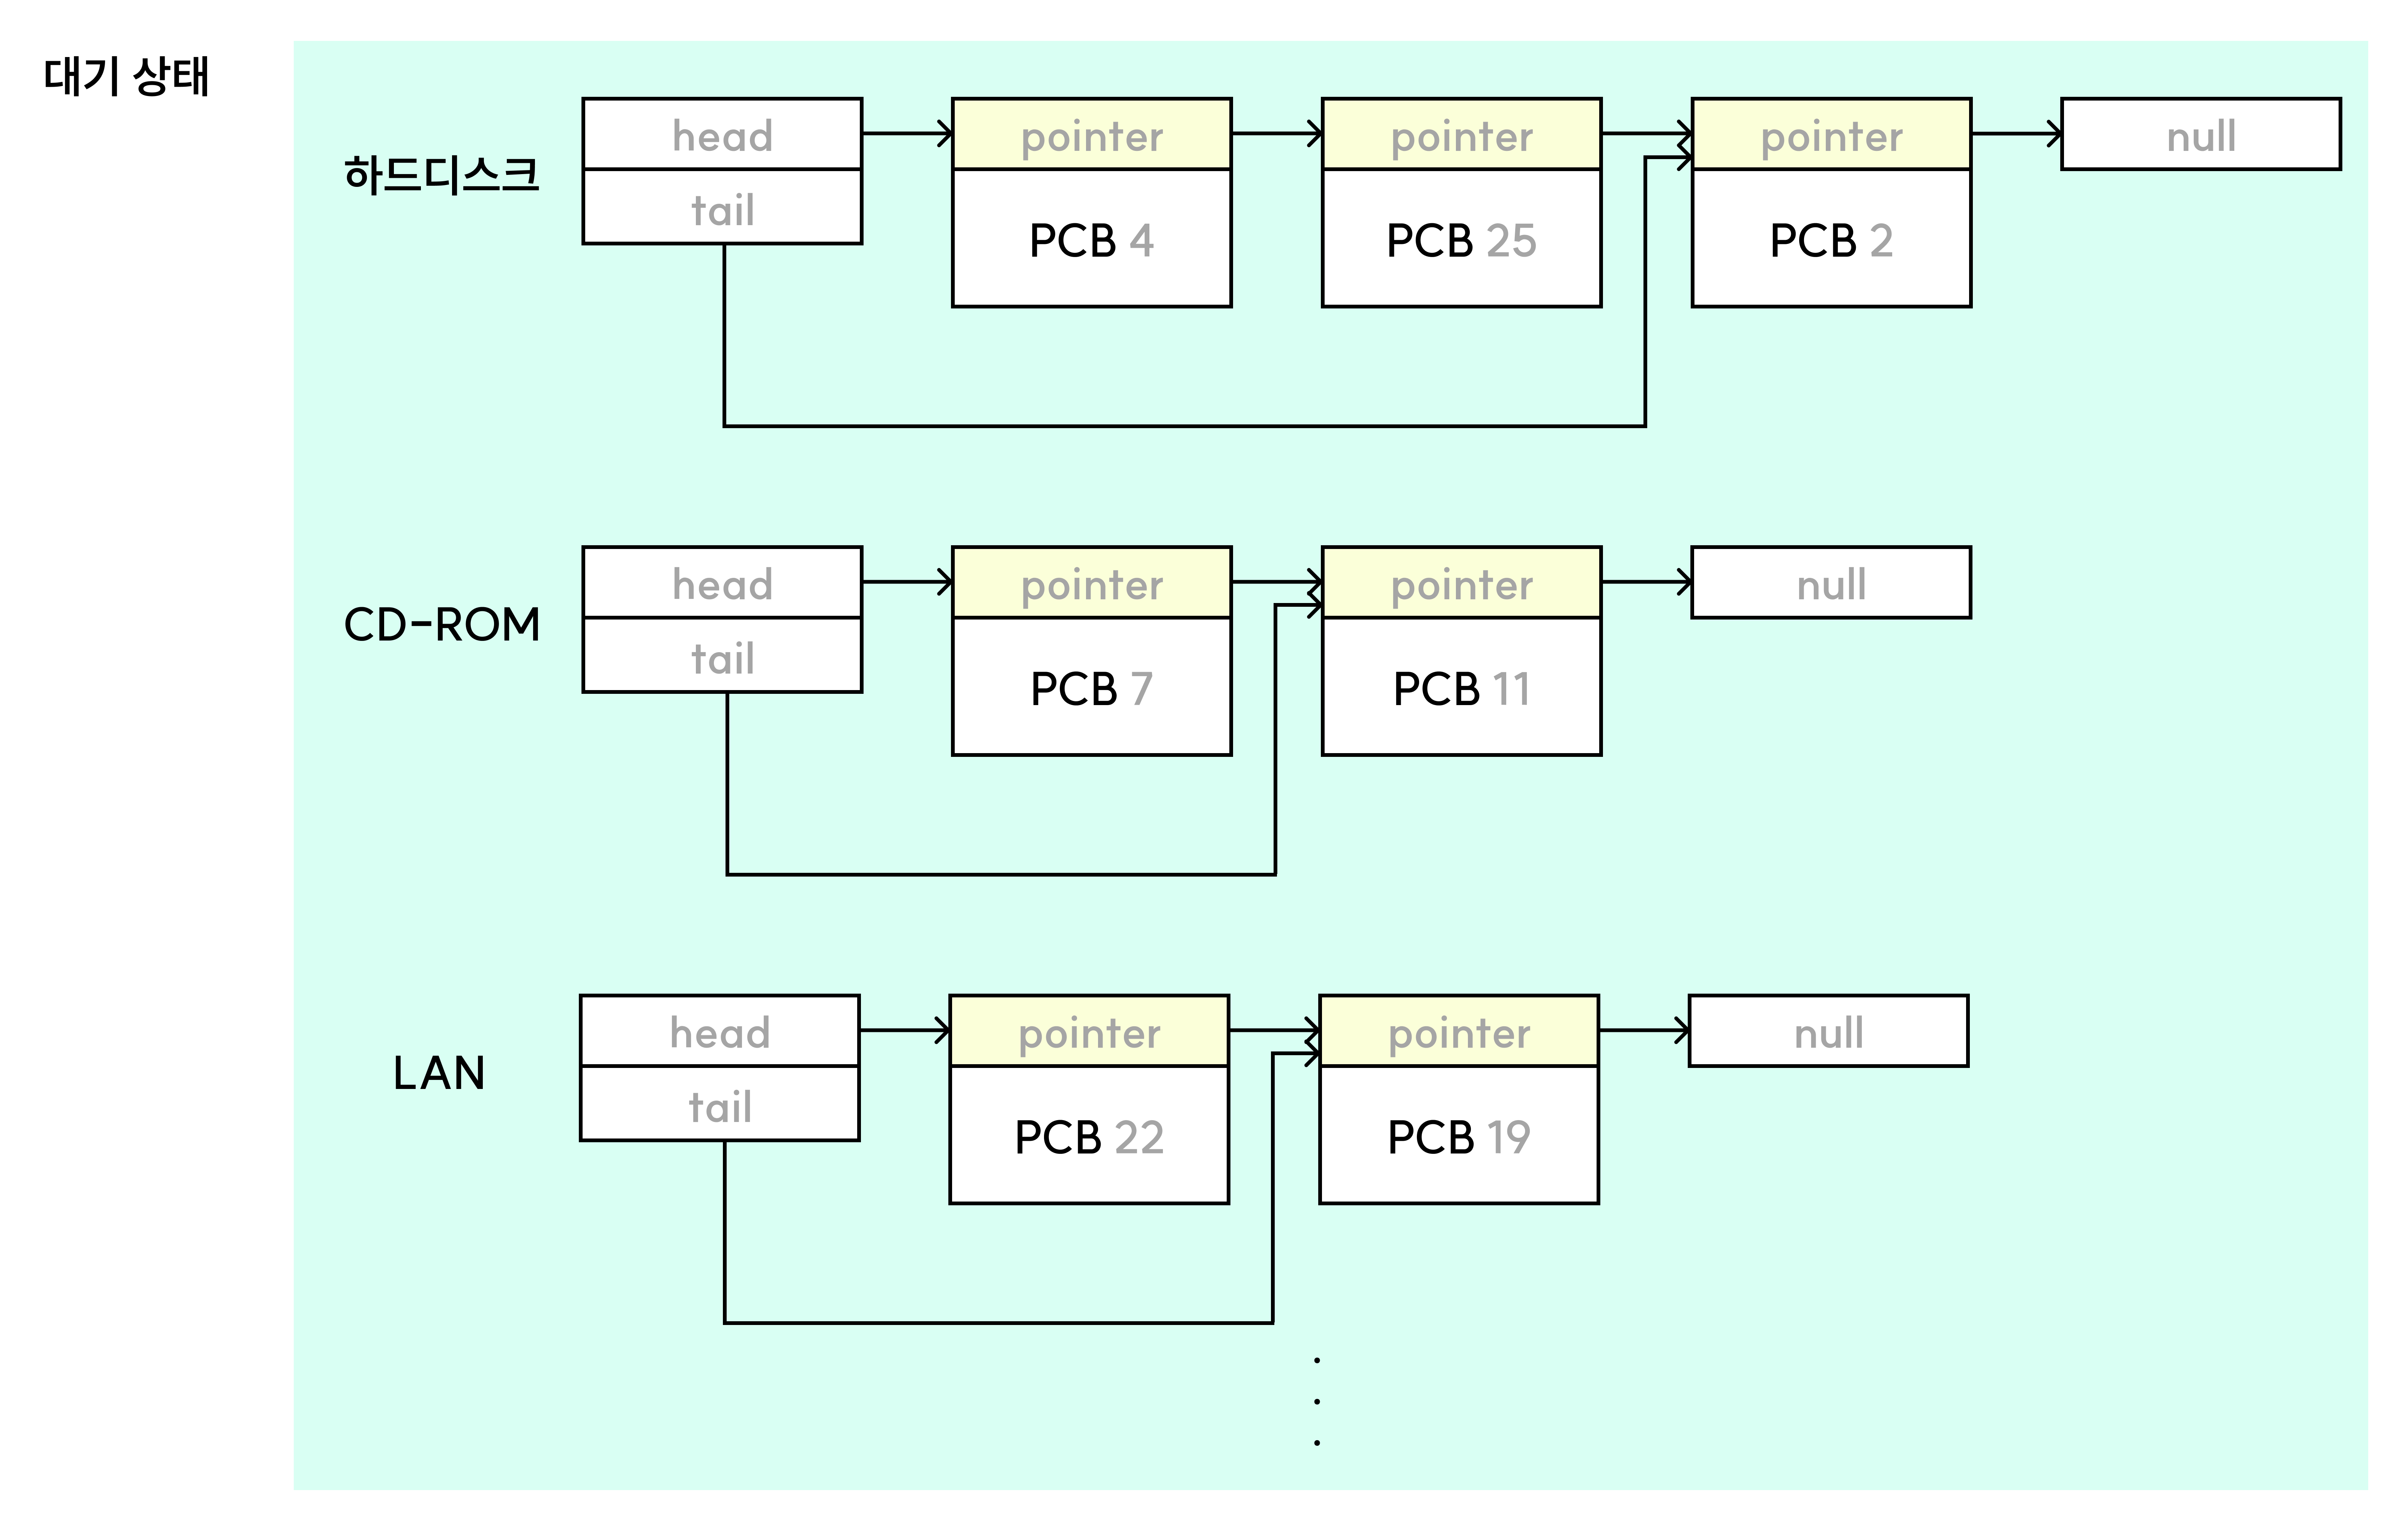 대기 상태
하드디스크
head
tail
pointer
PCB 4
pointer
PCB 25
pointer
PCB 2
null
CD-ROM
head
tail
pointer
PCB 7
pointer
PCB 11
null
LAN
head
tail
pointer
PCB 22
pointer
PCB 19
null